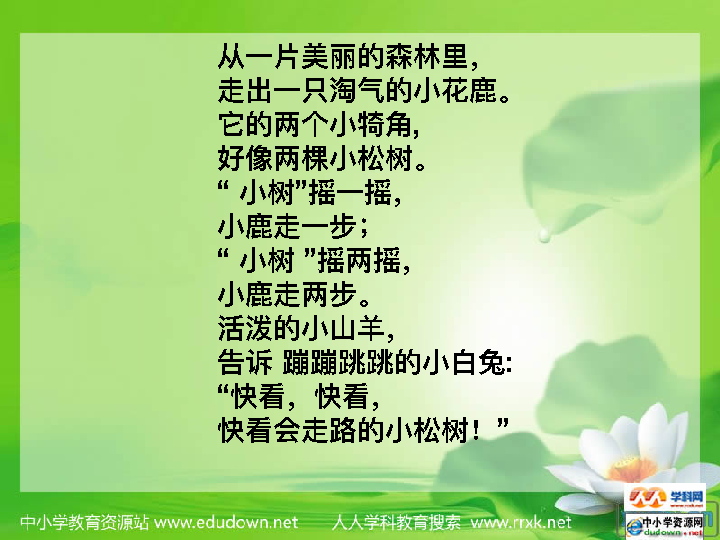 从一片美丽的森林里，
走出一只淘气的小花鹿。
它的两个小犄角，
好像两棵小松树。
“ 小树”摇一摇，
小鹿走一步；
“ 小树 ”摇两摇，
小鹿走两步。
活泼的小山羊，
告诉 蹦蹦跳跳的小白兔:
“快看，快看，
快看会走路的小松树！”
学科网
www.rrxk.net
中小学资源网
edudown.net
中小学教育资源站 www.edudown.net 人人学科教育搜索 www.rrxk.net